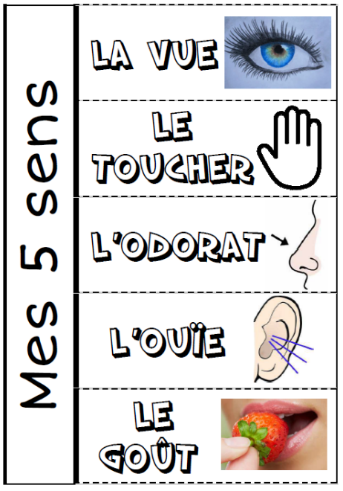 Mes 5 sens
LA VUE
LE
TOUCHER
L'ODORAT
L'OUÏE
LE
GOÛT